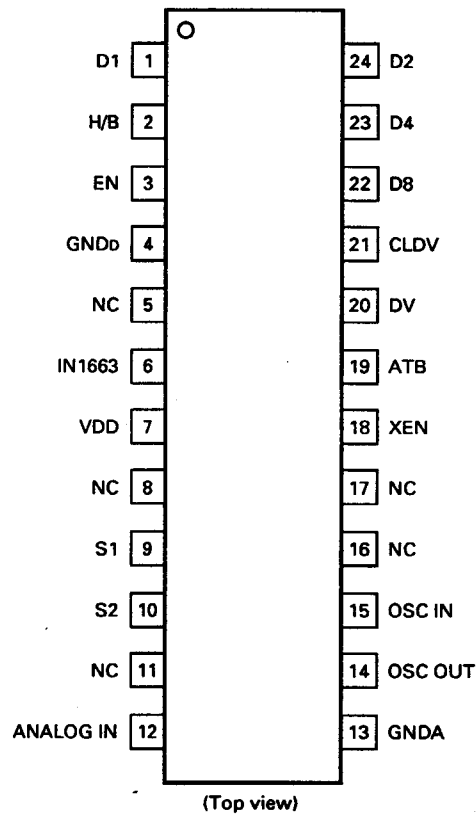 D1 1 24 D2
H/B 2 23 D4
EN 3 22 D8
GNDD 4 21 CLDV
NC 5 20 DV
IN1663 6 19 ATB
VDD 7 18 XEN
NC 8 17 NC
S1 9 16 NC
S2 10 15 OSC IN
NC 11 14 OSC OUT
ANALOG IN 12 13 GNDA
(Top view)